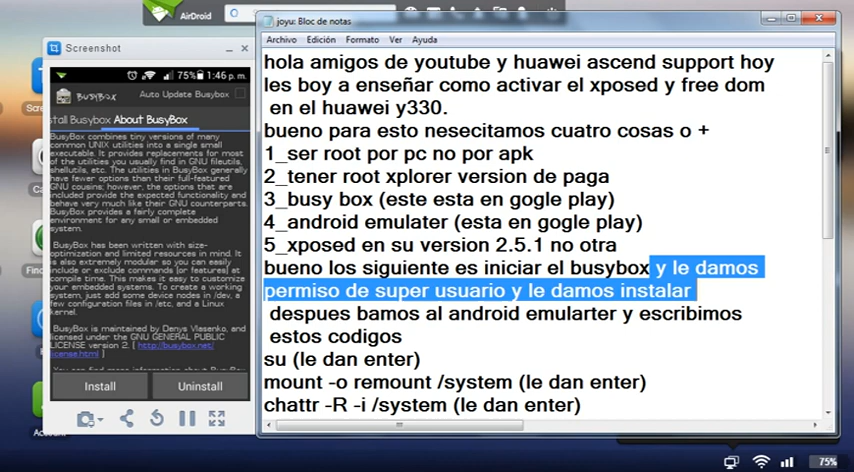 AirDroid
joyu: Bloc de notas
Archivo Edición Formato Ver Ayuda
hola amigos de youtube y huawei ascend support hoy
les boy a enseñar como activar el xposed y free dom
en el huawei y330.
bueno para esto nesecitamos cuatro cosas o +
1_ser root por pc no por apk
2_tener root xplorer version de paga
3_busy box (este esta en gogle play)
4_android emulater (esta en gogle play)
5_xposed en su version 2.5.1 no otra
bueno los siguiente es iniciar el busybox y le damos
permiso de super usuario y le damos instalar
despues bamos al android emularter y escribimos
estos codigos
su (le dan enter)
mount -o remount /system (le dan enter)
chattr -R -i /system (le dan enter)
Screenshot
75% 1:46 p. m.
BusyBox Auto Update Busybox
tall Busybox About BusyBox
BusyBox combines tiny versions of many
common UNIX utilities into a single small
executable. It provides replacements for most
of the utilities you usually find in GNU fileutils,
shellutils, etc. The utilities in BusyBox generally
have fewer options than their full-featured
GNU cousins; however, the options that are
included provide the expected functionality and
behave very much like their GNU counterparts.
BusyBox provides a fairly complete
environment for any small or embedded
system.
BusyBox has been written with size-
optimization and limited resources in mind. It
is also extremely modular so you can easily
include or exclude commands (or features) at
compile time. This makes it easy to customize
your embedded systems. To create a working
system, just add some device nodes in /dev, a
few configuration files in /etc, and a Linux
kernel.
BusyBox is maintained by Denys Vlasenko, and
licensed under the GNU GENERAL PUBLIC
LICENSE version 2. [ http://busybox.net/
license.html ]
Install Uninstall
75%